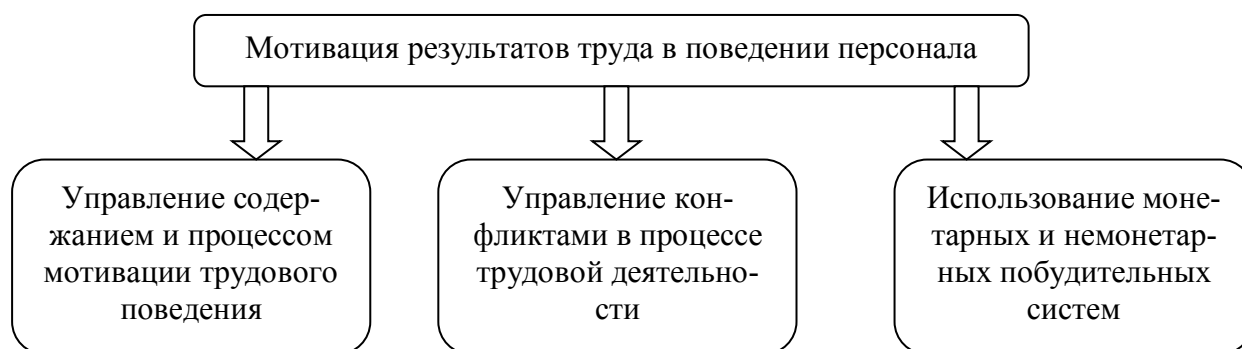 Мотивация результатов труда в поведении персонала
Управление содер-
жанием и процессом
мотивации трудового
поведения
Управление кон-
фликтами в процессе
трудовой деятельно-
сти
Использование моне-
тарных и немонетар-
ных побудительных
систем